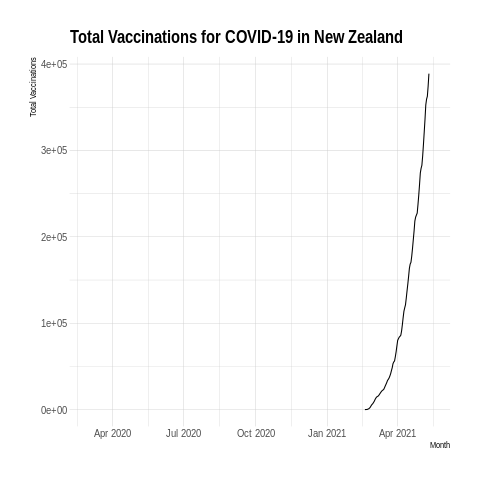 Total Vaccinations for COVID-19 in New Zealand
Total Vaccinations
4e+05
3e+05
2e+05
1e+05
0e+00
Apr 2020 Jul 2020 Oct 2020 Jan 2021 Apr 2021
Month